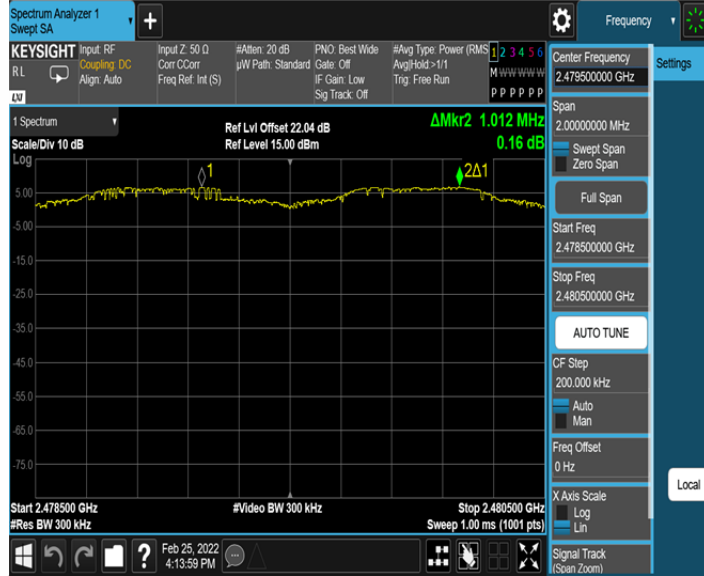 Spectrum Analyzer 1
Swept SA
+
Frequency
KEYSIGHT
RL
LXI
Input: RF
Coupling: DC
Align: Auto
Input Z: 50 Ω
Corr CCorr
Freq Ref: Int (S)
#Atten: 20 dB
µW Path: Standard
PNO: Best Wide
Gate: Off
IF Gain: Low
Sig Track: Off
#Avg Type: Power (RMS
Avg|Hold:>1/1
Trig: Free Run
1 2 3 4 5 6
M W W W W W
P P P P P P
1 Spectrum
Scale/Div 10 dB
Ref Lvl Offset 22.04 dB
Ref Level 15.00 dBm
ΔMkr2 1.012 MHz
0.16 dB
Log
1
2Δ1
5.00
-5.00
-15.0
-25.0
-35.0
-45.0
-55.0
-65.0
-75.0
Start 2.478500 GHz
#Res BW 300 kHz
#Video BW 300 kHz
Stop 2.480500 GHz
Sweep 1.00 ms (1001 pts)
?
Feb 25, 2022
4:13:59 PM
Center Frequency
2.479500000 GHz
Span
2.00000000 MHz
Swept Span
Zero Span
Full Span
Start Freq
2.478500000 GHz
Stop Freq
2.480500000 GHz
AUTO TUNE
CF Step
200.000 kHz
Auto
Man
Freq Offset
0 Hz
X Axis Scale
Log
Lin
Signal Track
(Span Zoom)
Settings
Local